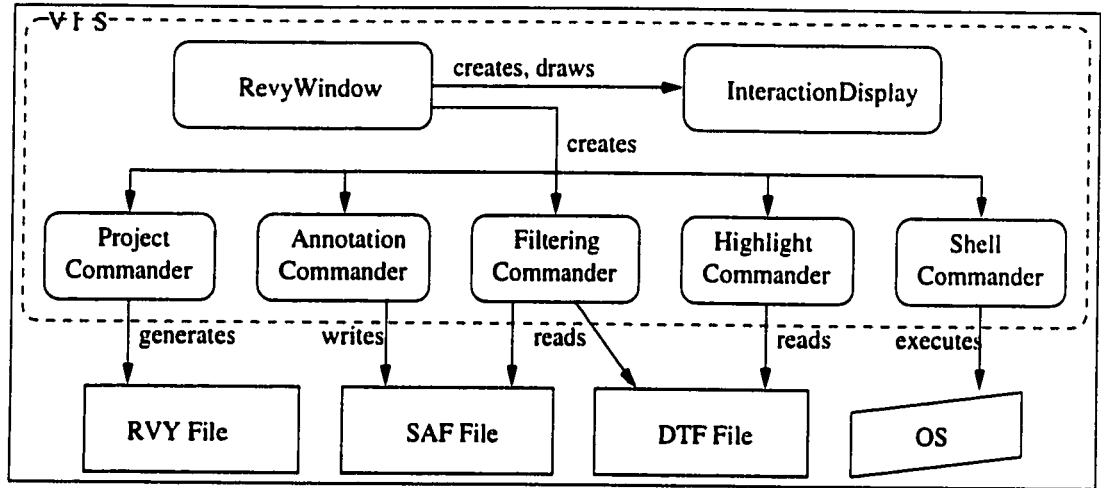 V I S
RevyWindow
creates, draws
InteractionDisplay
creates
Project
Commander
Annotation
Commander
Filtering
Commander
Highlight
Commander
Shell
Commander
generates
writes
reads
reads
executes
RVY File
SAF File
DTF File
OS